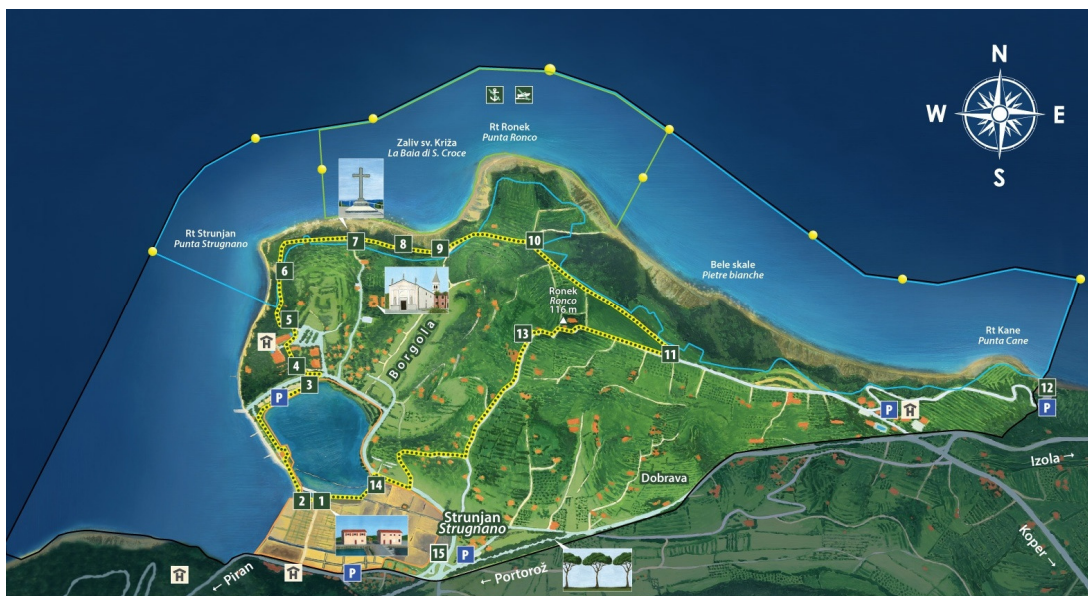 N
W
E
S
Rt Ronek
Punta Ronco
Zaliv sv. Križa
La Baia di S. Croce
Rt Strunjan
Punta Strugnano
7
8
9
10
6
Bele skale
Pietre bianche
Ronek
Ronco
116 m
5
13
Borgola
11
Rt Kane
Punta Cane
4
3
P
12
P
P
Izola →
Dobrava
14
2
1
Strunjan
Strugnano
Koper →
15
P
← Piran
P
← Portorož